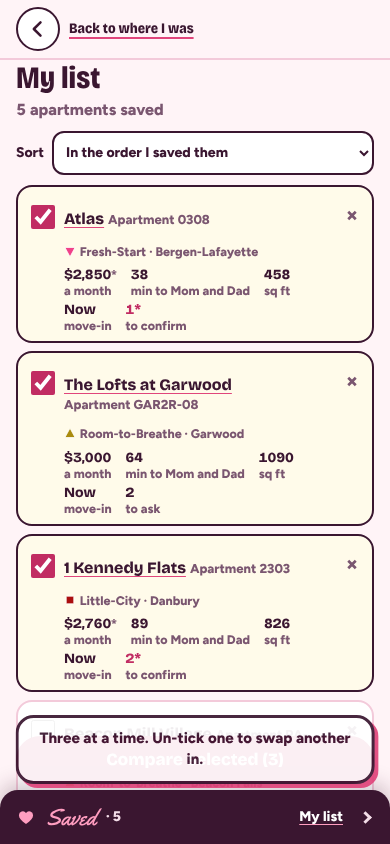 Back to where I was
My list
5 apartments saved
Sort In the order I saved them
Atlas Apartment 0308 ×
▼ Fresh-Start · Bergen-Lafayette
$2,850* 38 458
a month min to Mom and Dad sq ft
Now 1*
move-in to confirm
The Lofts at Garwood ×
Apartment GAR2R-08
▲ Room-to-Breathe · Garwood
$3,000 64 1090
a month min to Mom and Dad sq ft
Now 2
move-in to ask
1 Kennedy Flats Apartment 2303 ×
■ Little-City · Danbury
$2,760* 89 826
a month min to Mom and Dad sq ft
Now 2*
move-in to confirm
Three at a time. Un-tick one to swap another
in.
Compare selected (3)
Saved · 5 My list